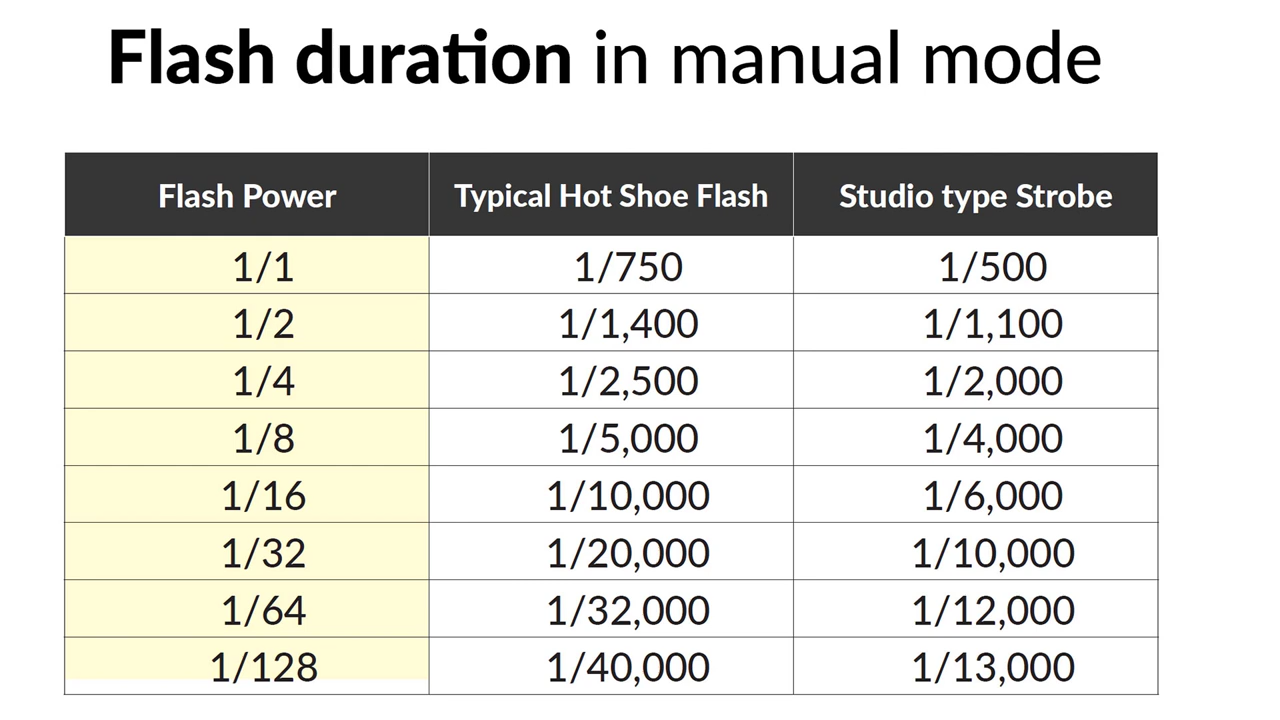 Flash duration in manual mode
Flash Power Typical Hot Shoe Flash Studio type Strobe
1/1 1/750 1/500
1/2 1/1,400 1/1,100
1/4 1/2,500 1/2,000
1/8 1/5,000 1/4,000
1/16 1/10,000 1/6,000
1/32 1/20,000 1/10,000
1/64 1/32,000 1/12,000
1/128 1/40,000 1/13,000